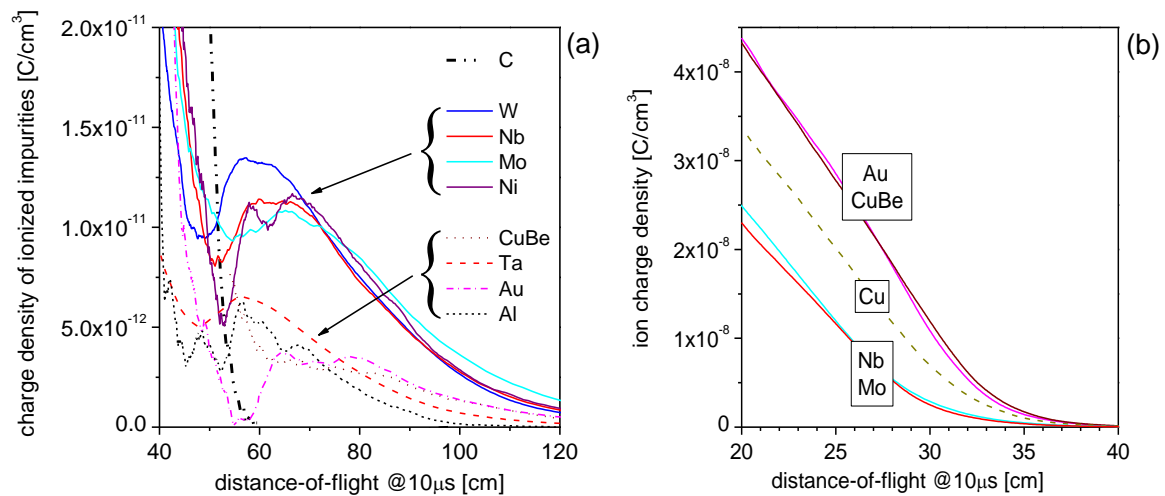 (a)
charge density of ionized impurities [C/cm³]
2.0x10⁻¹¹
1.5x10⁻¹¹
1.0x10⁻¹¹
5.0x10⁻¹²
0.0
C
W
Nb
Mo
Ni
CuBe
Ta
Au
Al
40 60 80 100 120
distance-of-flight @10μs [cm]
(b)
ion charge density [C/cm³]
4x10⁻⁸
3x10⁻⁸
2x10⁻⁸
1x10⁻⁸
0
Au
CuBe
Cu
Nb
Mo
20 25 30 35 40
distance-of-flight @10μs [cm]